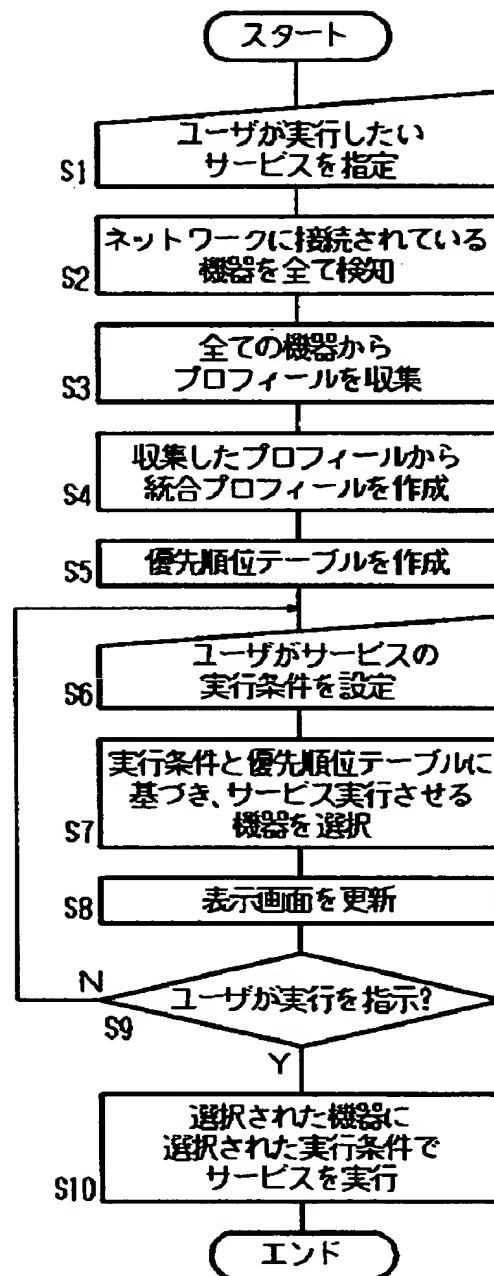 スタート
ユーザが実行したい
サービスを指定
S1
ネットワークに接続されている
機器を全て検知
S2
全ての機器から
プロフィールを収集
S3
収集したプロフィールから
統合プロフィールを作成
S4
優先順位テーブルを作成
S5
ユーザがサービスの
実行条件を設定
S6
実行条件と優先順位テーブルに
基づき、サービス実行させる
機器を選択
S7
表示画面を更新
S8
N
ユーザが実行を指示?
S9
Y
選択された機器に
選択された実行条件で
サービスを実行
S10
エンド